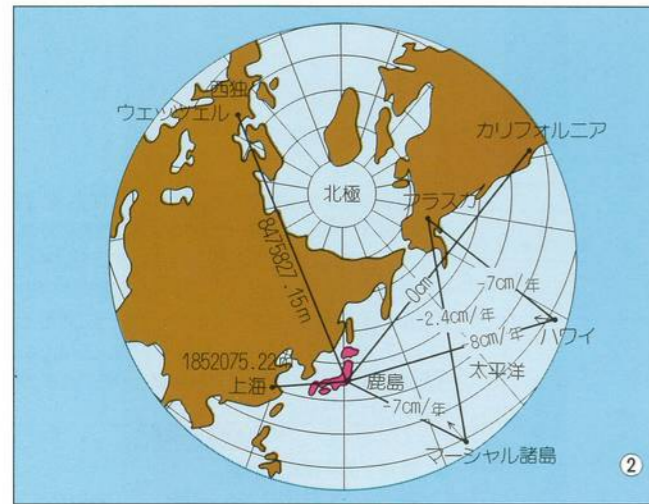 西独
ウェッツェル
カリフォルニア
北極
アラスカ
8475827.15m
0cm
-7cm/年
-2.4cm/年
-8cm/年
ハワイ
1852075.22m
上海
鹿島
太平洋
-7cm/年
マーシャル諸島
②